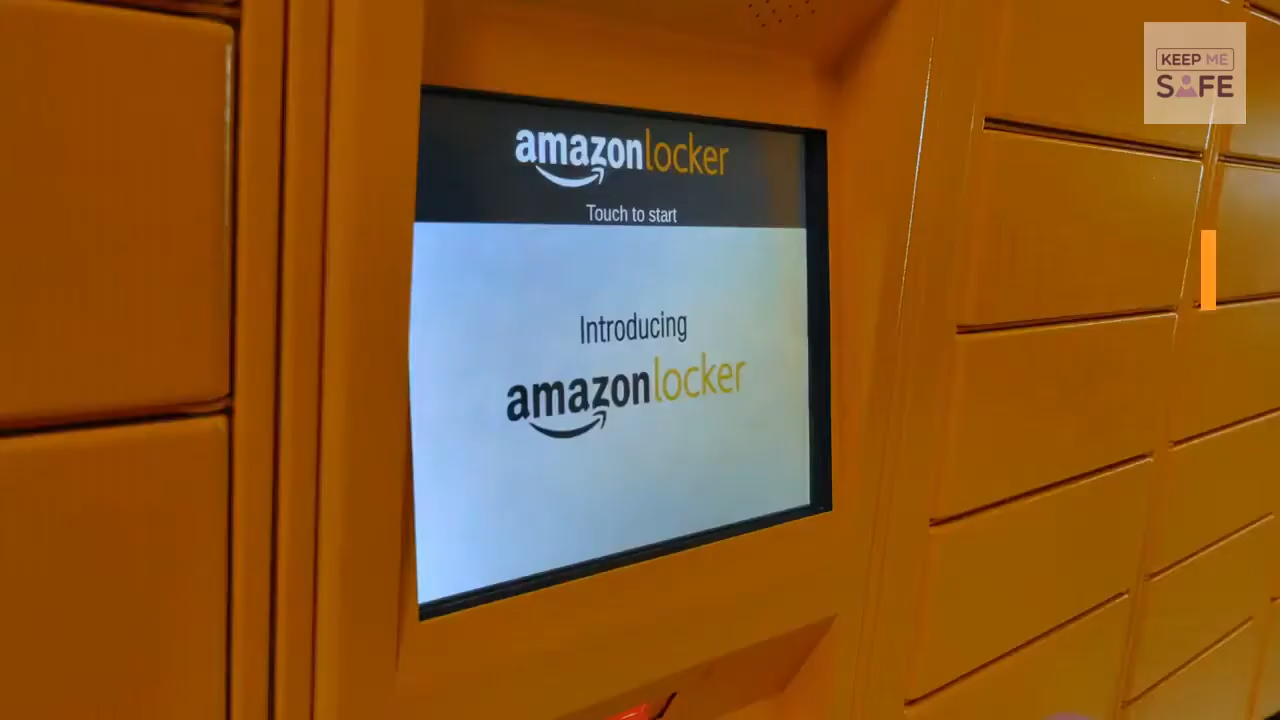 KEEP ME
SAFE
amazonlocker
Touch to start
Introducing
amazonlocker